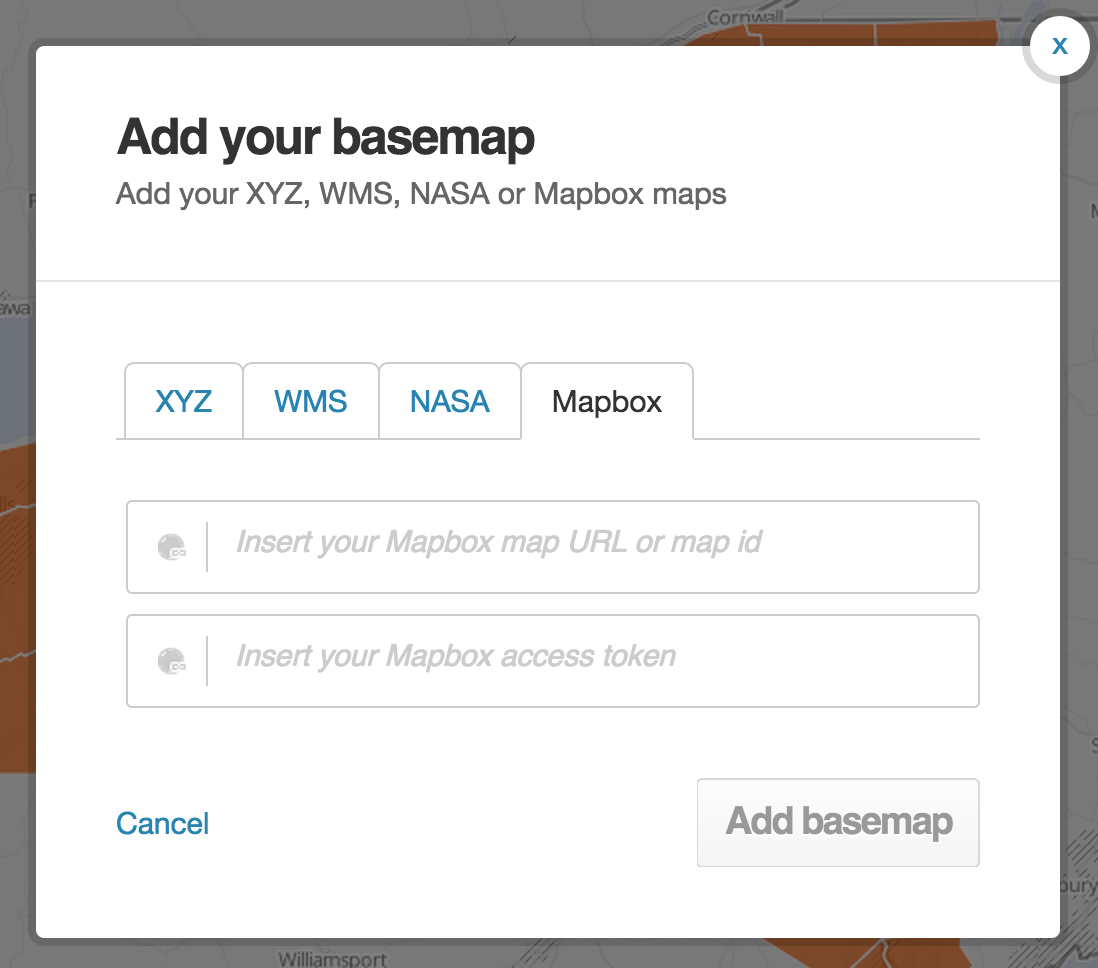 Cornwall
x
Add your basemap
Add your XYZ, WMS, NASA or Mapbox maps
XYZ
WMS
NASA
Mapbox
Insert your Mapbox map URL or map id
Insert your Mapbox access token
Cancel
Add basemap
Williamsport